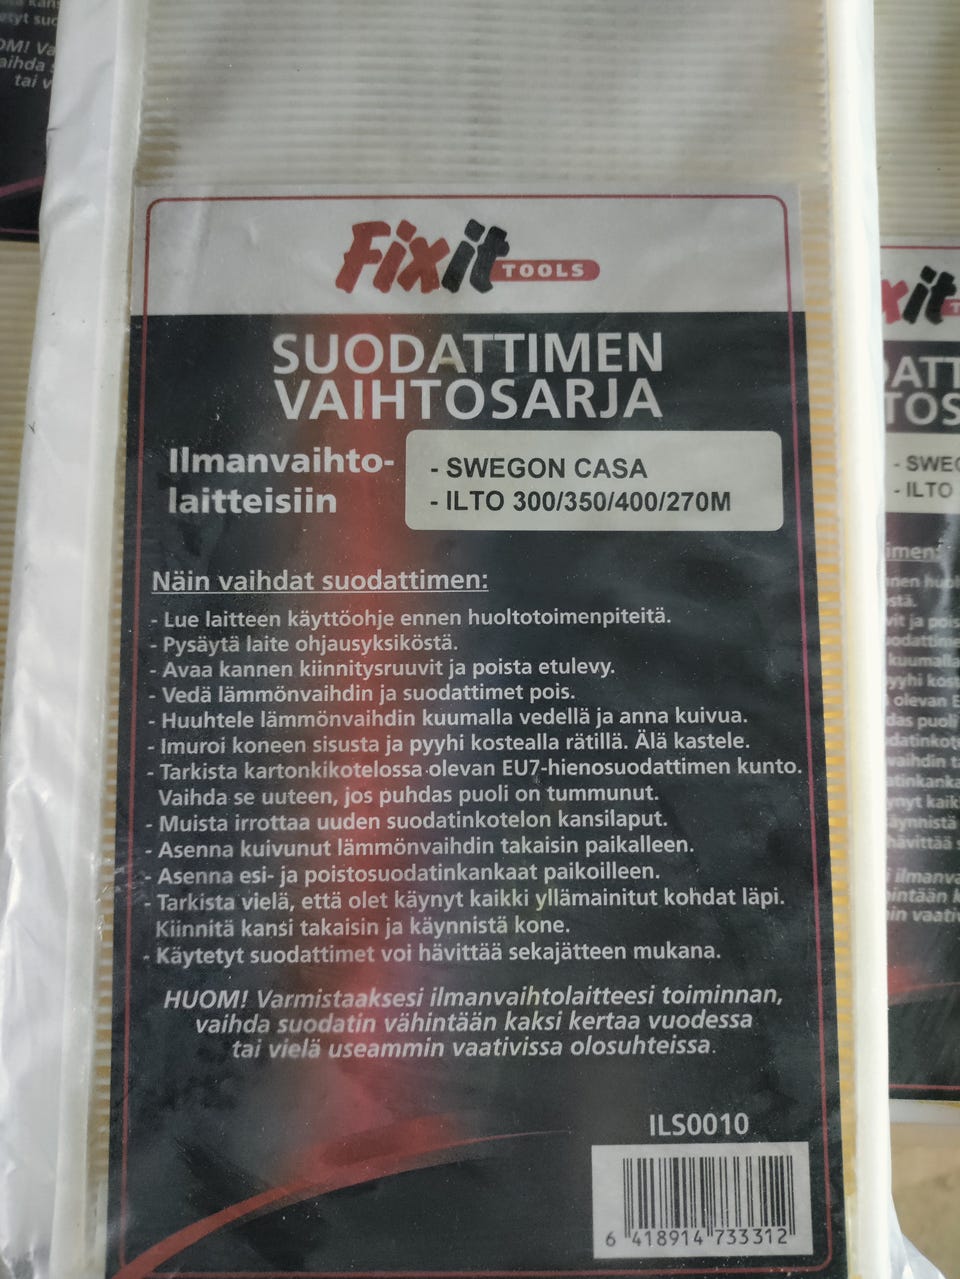 Fixit TOOLS
SUODATTIMEN
VAIHTOSARJA
Ilmanvaihto-
laitteisiin
- SWEGON CASA
- ILTO 300/350/400/270M
Näin vaihdat suodattimen:
- Lue laitteen käyttöohje ennen huoltotoimenpiteitä.
- Pysäytä laite ohjausyksiköstä.
- Avaa kannen kiinnitysruuvit ja poista etulevy.
- Vedä lämmönvaihdin ja suodattimet pois.
- Huuhtele lämmönvaihdin kuumalla vedellä ja anna kuivua.
- Imuroi koneen sisusta ja pyyhi kostealla rätillä. Älä kastele.
- Tarkista kartonkikotelossa olevan EU7-hienosuodattimen kunto.
Vaihda se uuteen, jos puhdas puoli on tummunut.
- Muista irrottaa uuden suodatinkotelon kansilaput.
- Asenna kuivunut lämmönvaihdin takaisin paikalleen.
- Asenna esi- ja poistosuodatinkankaat paikoilleen.
- Tarkista vielä, että olet käynyt kaikki yllämainitut kohdat läpi.
Kiinnitä kansi takaisin ja käynnistä kone.
- Käytetyt suodattimet voi hävittää sekajätteen mukana.
HUOM! Varmistaaksesi ilmanvaihtolaitteesi toiminnan,
vaihda suodatin vähintään kaksi kertaa vuodessa
tai vielä useammin vaativissa olosuhteissa.
ILS0010
6 418914 733312